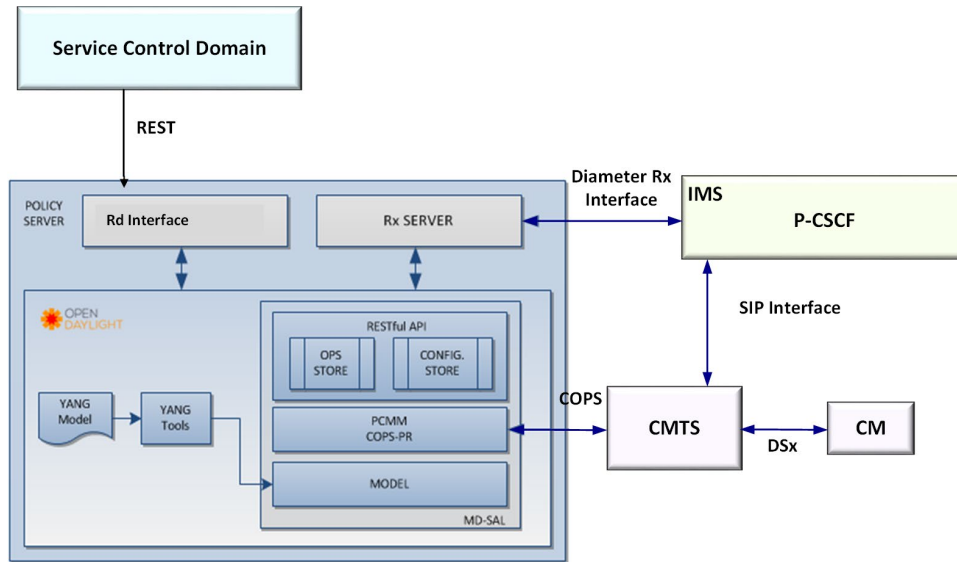 Service Control Domain
REST
POLICY
SERVER
Rd Interface
Rx SERVER
Diameter Rx
Interface
IMS
P-CSCF
SIP Interface
OPEN
DAYLIGHT
RESTful API
OPS
STORE
CONFIG.
STORE
YANG
Model
YANG
Tools
PCMM
COPS-PR
MODEL
MD-SAL
COPS
CMTS
DSx
CM